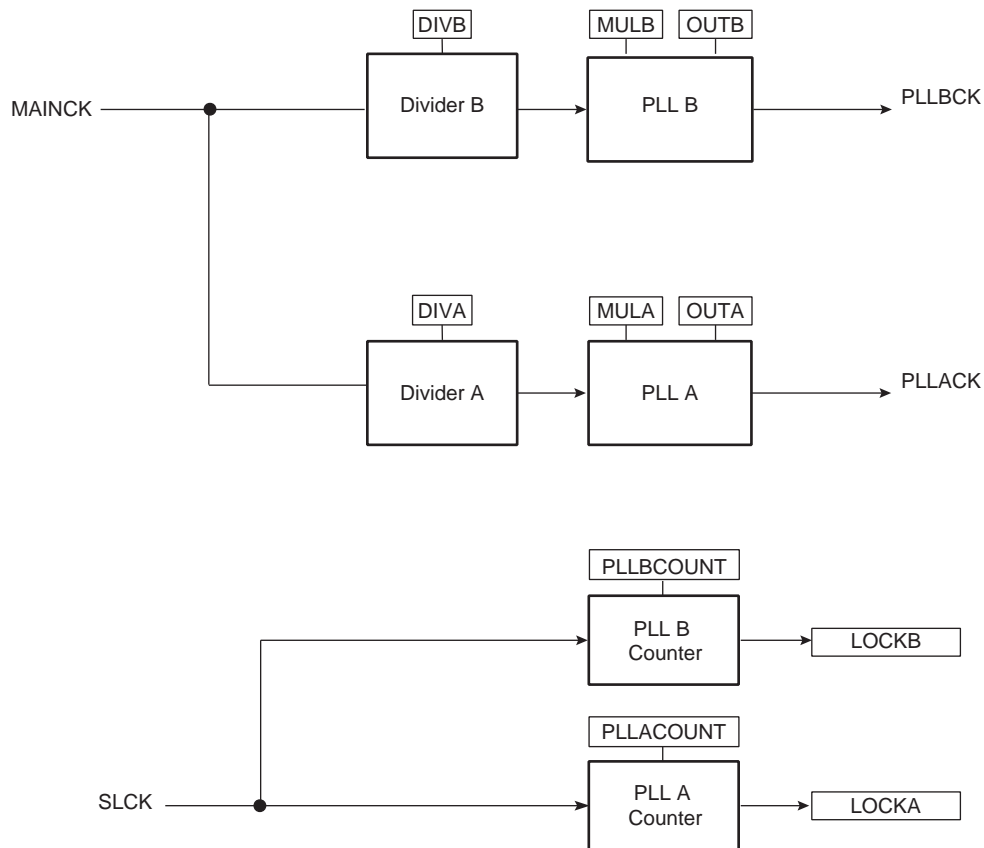 DIVB
MULB
OUTB
MAINCK
Divider B
PLL B
PLLBCK
DIVA
MULA
OUTA
Divider A
PLL A
PLLACK
PLLBCOUNT
PLL B
Counter
LOCKB
PLLACOUNT
SLCK
PLL A
Counter
LOCKA